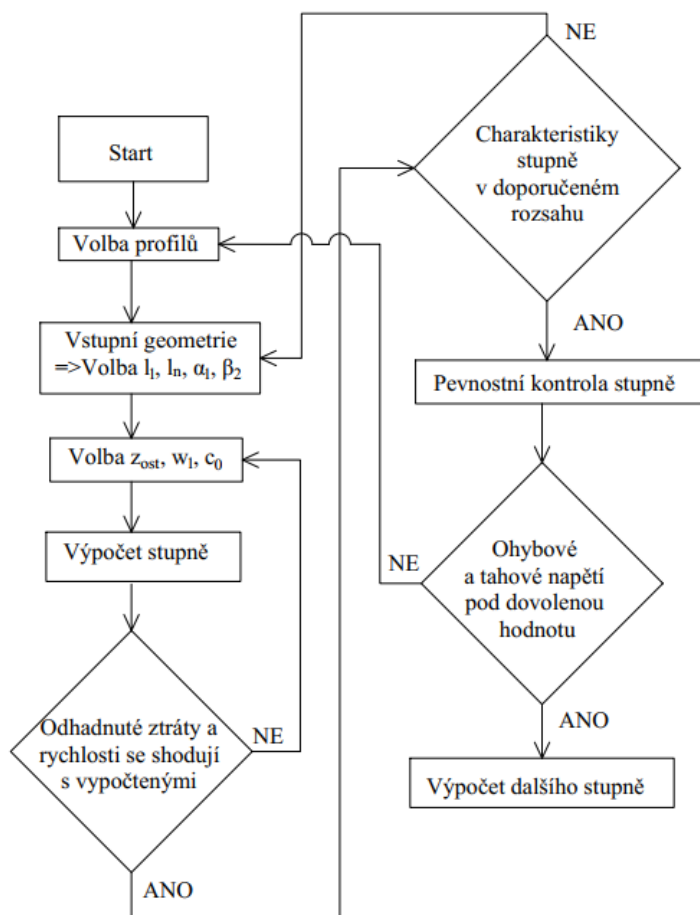 Start
Volba profilů
Vstupní geometrie
=>Volba l₁, lₙ, α₁, β₂
Volba z_ost, w₁, c₀
Výpočet stupně
Odhadnuté ztráty a
rychlosti se shodují
s vypočtenými
NE
ANO
NE
Charakteristiky
stupně
v doporučeném
rozsahu
ANO
Pevnostní kontrola stupně
NE
Ohybové
a tahové napětí
pod dovolenou
hodnotu
ANO
Výpočet dalšího stupně